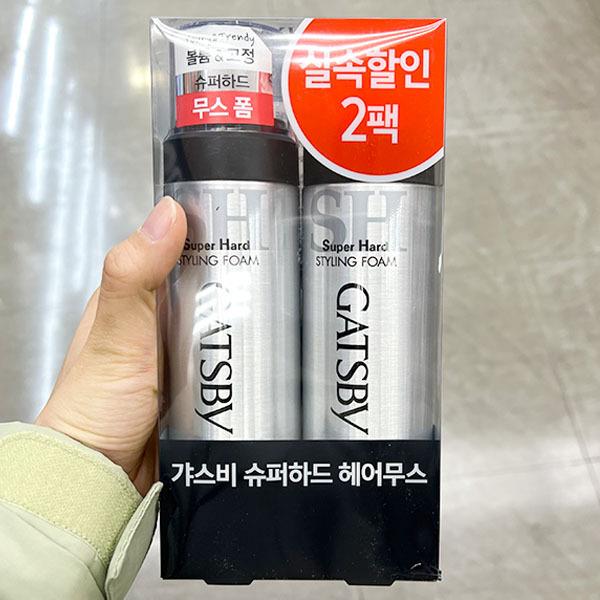 Trendy
볼륨 & 고정
슈퍼하드
무스 폼
실속할인
2팩
SH
Super Hard
STYLING FOAM
GATSBY
SH
Super Hard
STYLING FOAM
GATSBY
갸스비 슈퍼하드 헤어무스